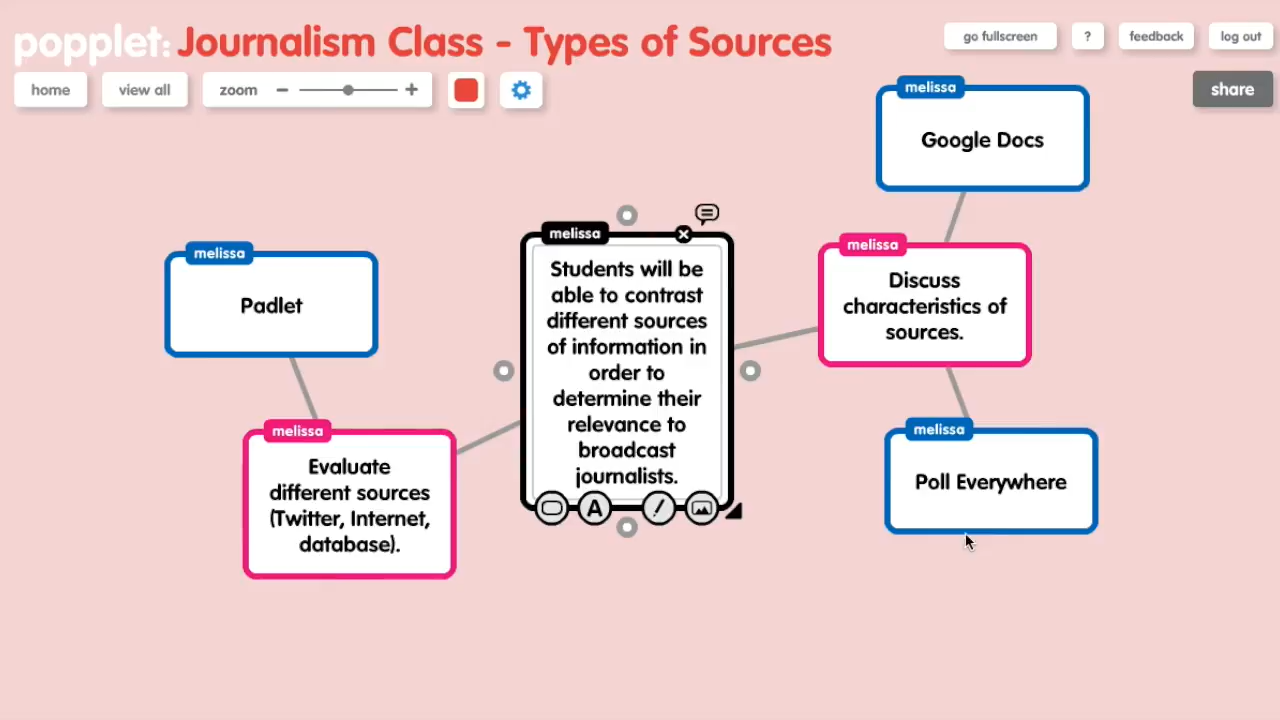 popplet: Journalism Class - Types of Sources
go fullscreen
?
feedback
log out
home
view all
zoom
share
melissa
Google Docs
melissa
Students will be
able to contrast
different sources
of information in
order to
determine their
relevance to
broadcast
journalists.
A
melissa
Discuss
characteristics of
sources.
melissa
Padlet
melissa
Evaluate
different sources
(Twitter, Internet,
database).
melissa
Poll Everywhere